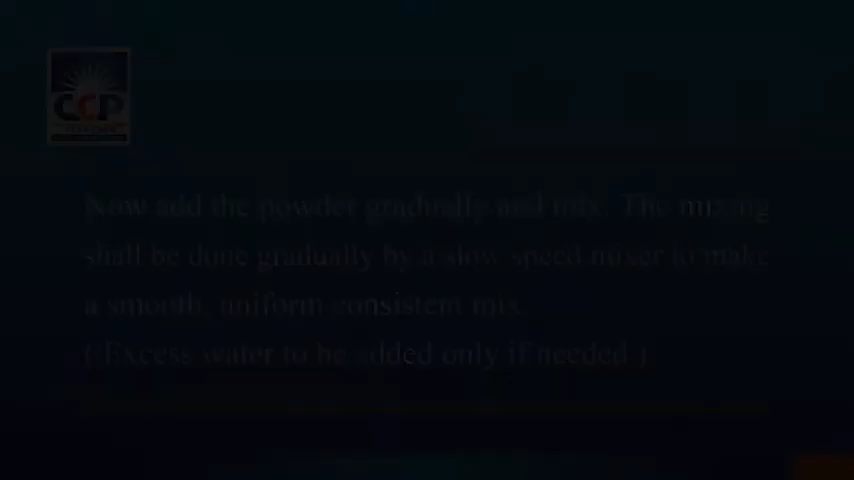 CCP
Now add the powder gradually and mix. The mixing
shall be done gradually by a slow speed mixer to make
a smooth, uniform consistent mix.
( Excess water to be added only if needed )